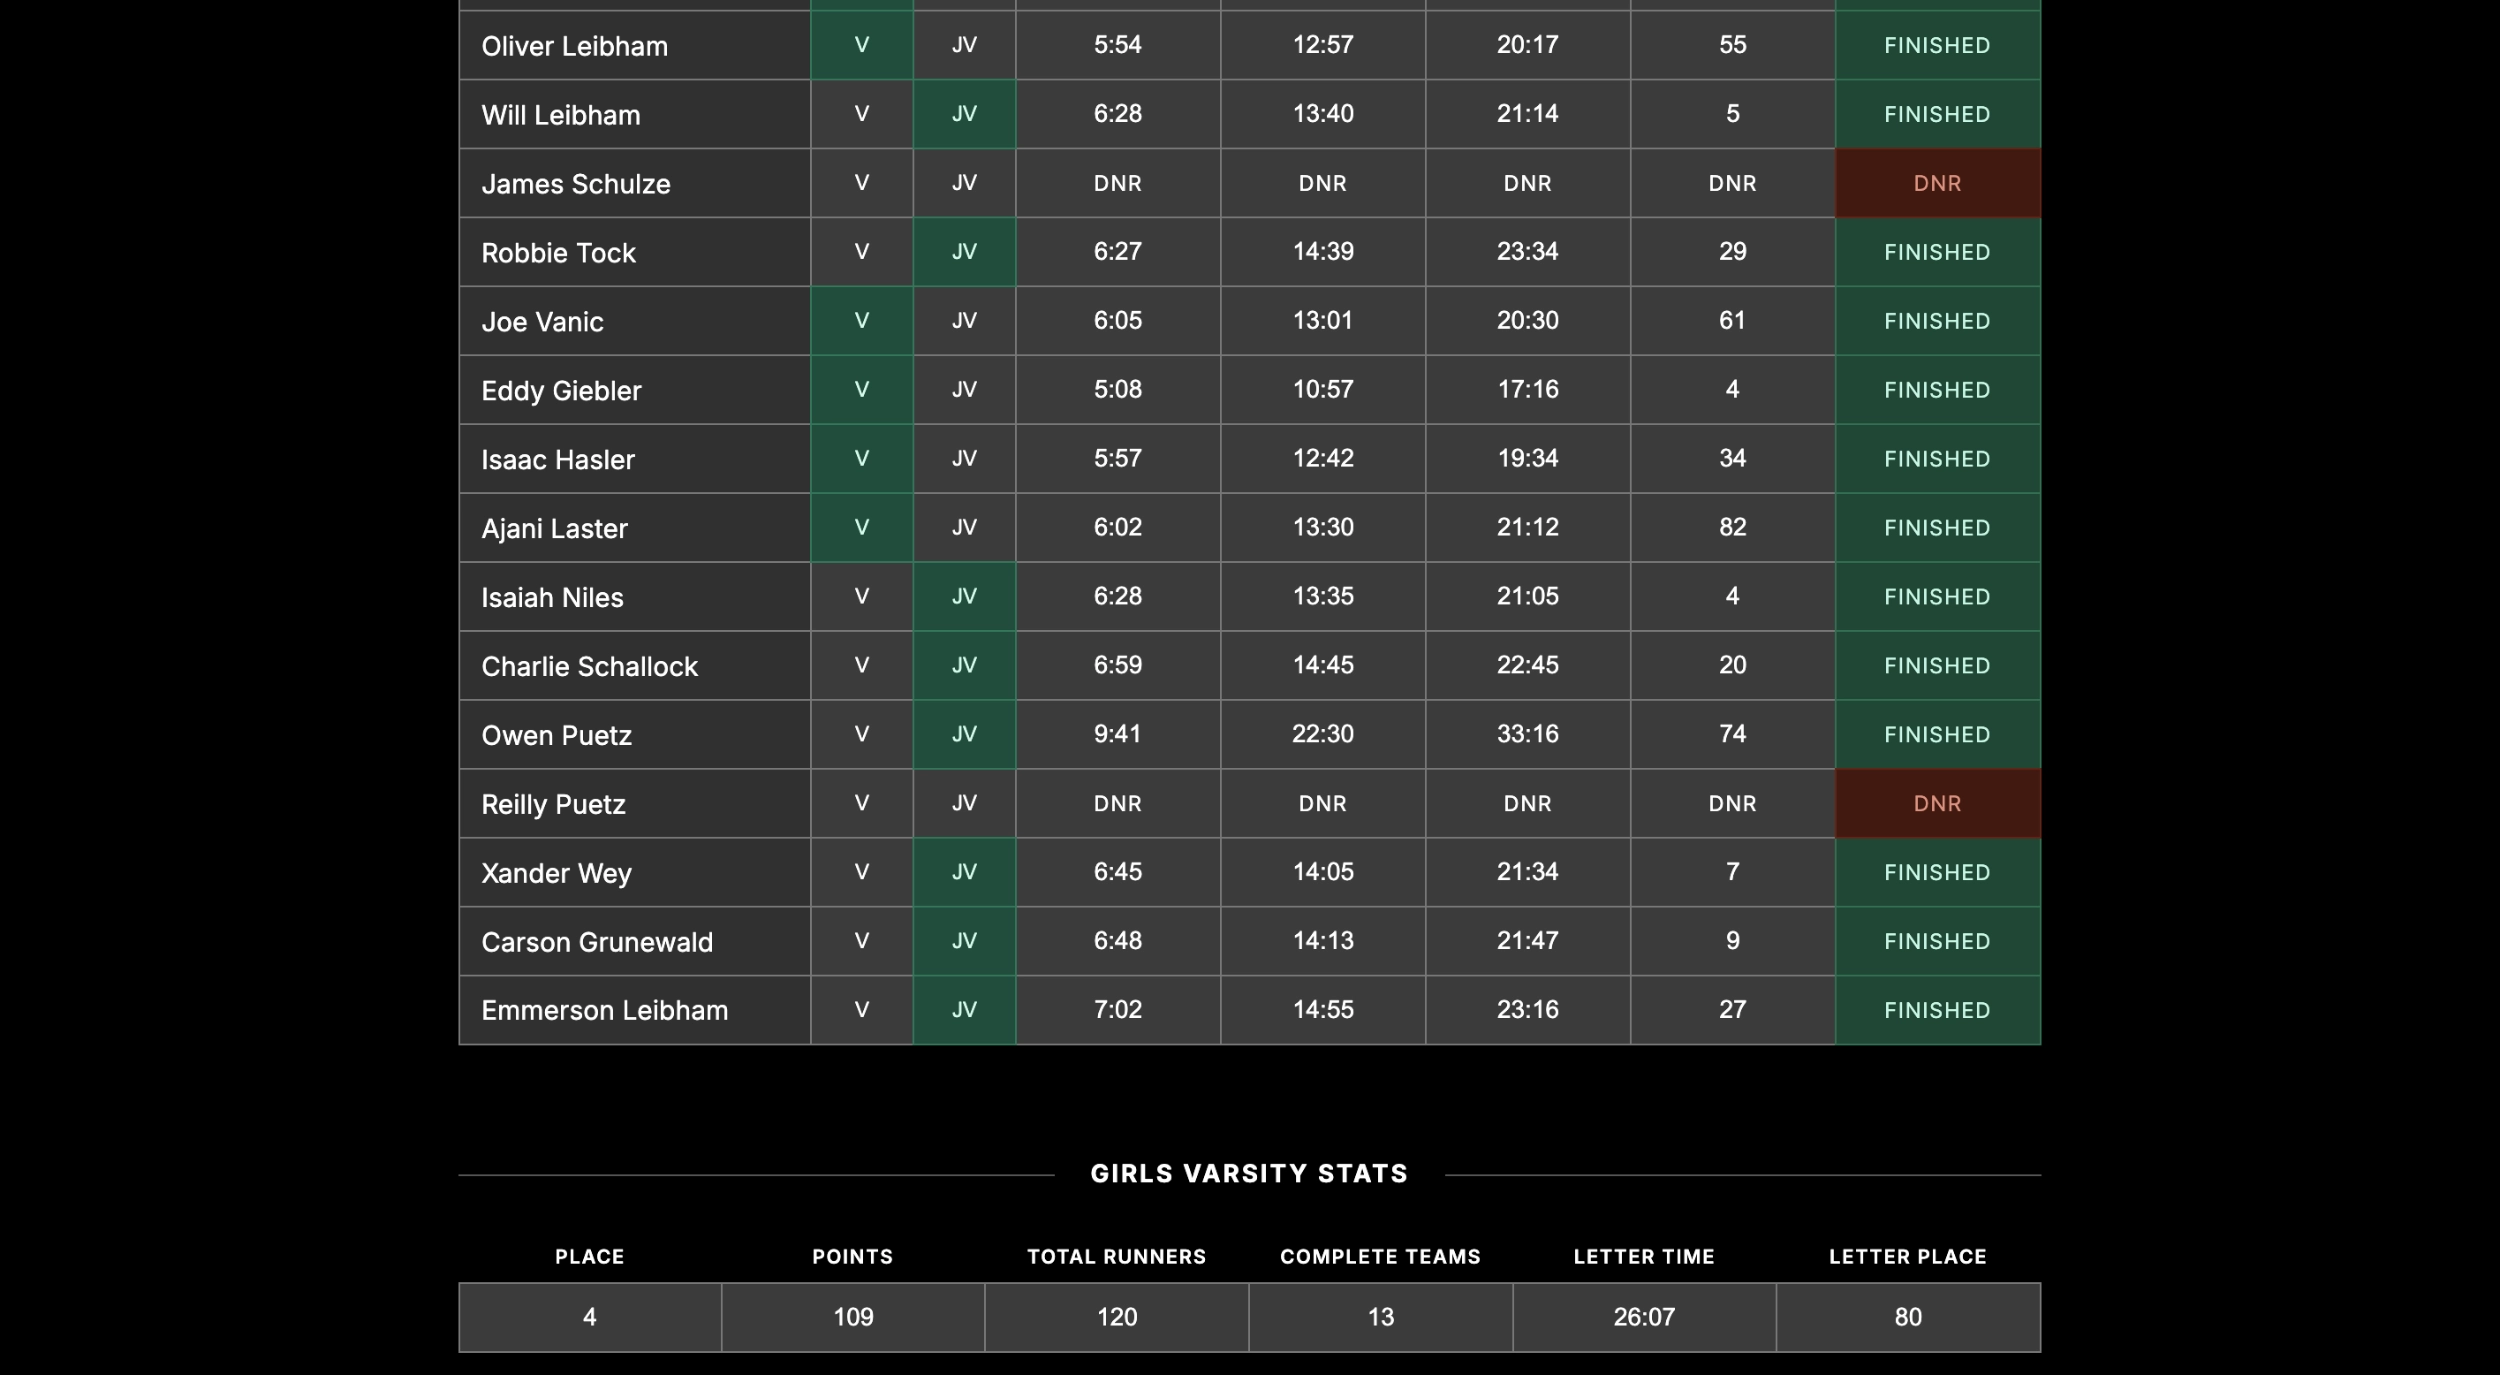 Oliver Leibham V JV 5:54 12:57 20:17 55 FINISHED
Will Leibham V JV 6:28 13:40 21:14 5 FINISHED
James Schulze V JV DNR DNR DNR DNR DNR
Robbie Tock V JV 6:27 14:39 23:34 29 FINISHED
Joe Vanic V JV 6:05 13:01 20:30 61 FINISHED
Eddy Giebler V JV 5:08 10:57 17:16 4 FINISHED
Isaac Hasler V JV 5:57 12:42 19:34 34 FINISHED
Ajani Laster V JV 6:02 13:30 21:12 82 FINISHED
Isaiah Niles V JV 6:28 13:35 21:05 4 FINISHED
Charlie Schallock V JV 6:59 14:45 22:45 20 FINISHED
Owen Puetz V JV 9:41 22:30 33:16 74 FINISHED
Reilly Puetz V JV DNR DNR DNR DNR DNR
Xander Wey V JV 6:45 14:05 21:34 7 FINISHED
Carson Grunewald V JV 6:48 14:13 21:47 9 FINISHED
Emmerson Leibham V JV 7:02 14:55 23:16 27 FINISHED
GIRLS VARSITY STATS
PLACE POINTS TOTAL RUNNERS COMPLETE TEAMS LETTER TIME LETTER PLACE
4 109 120 13 26:07 80